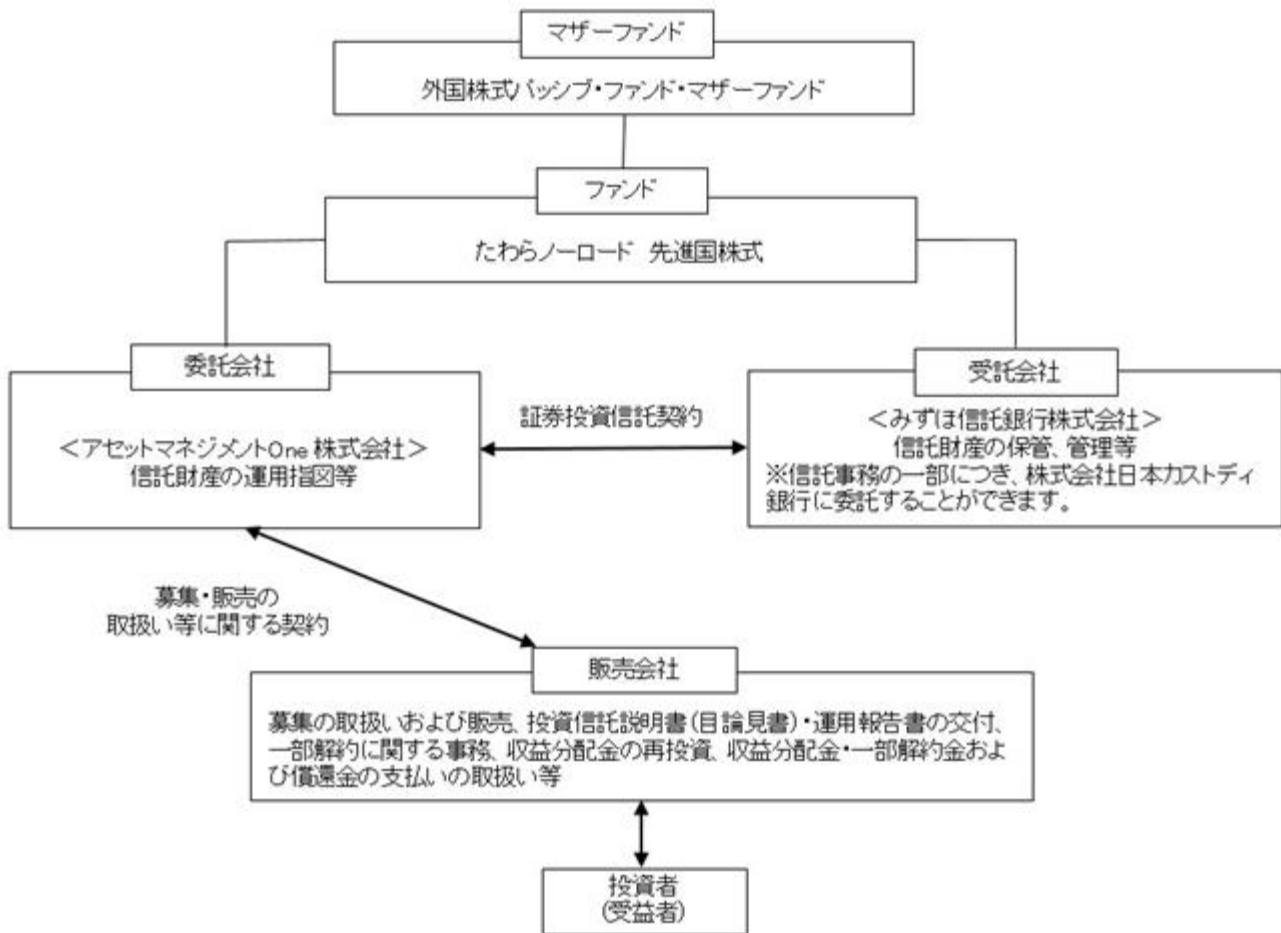 マザーファンド
外国株式パッシブ・ファンド・マザーファンド
ファンド
たわらノーロード 先進国株式
委託会社
<アセットマネジメントOne 株式会社>
信託財産の運用指図等
証券投資信託契約
受託会社
<みずほ信託銀行株式会社>
信託財産の保管、管理等
※信託事務の一部につき、株式会社日本カストディ
銀行に委託することができます。
募集・販売の
取扱い等に関する契約
販売会社
募集の取扱いおよび販売、投資信託説明書(目論見書)・運用報告書の交付、
一部解約に関する事務、収益分配金の再投資、収益分配金・一部解約金およ
び償還金の支払いの取扱い等
投資者
(受益者)